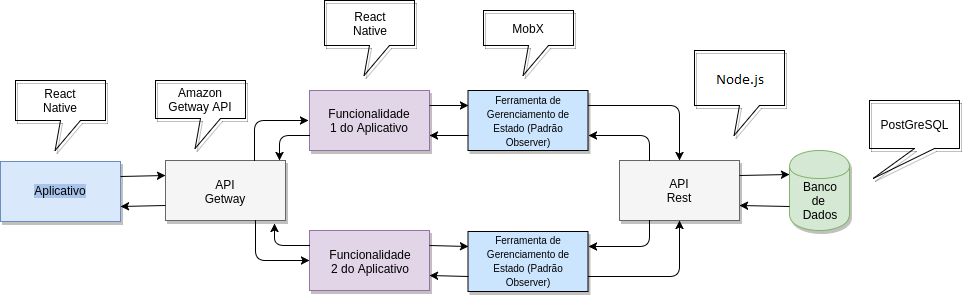 React
Native
MobX
Node.js
React
Native
Amazon
Getway API
PostGreSQL
Funcionalidade
1 do Aplicativo
Ferramenta de
Gerenciamento de
Estado (Padrão
Observer)
Aplicativo
API
Getway
API
Rest
Banco
de
Dados
Funcionalidade
2 do Aplicativo
Ferramenta de
Gerenciamento de
Estado (Padrão
Observer)